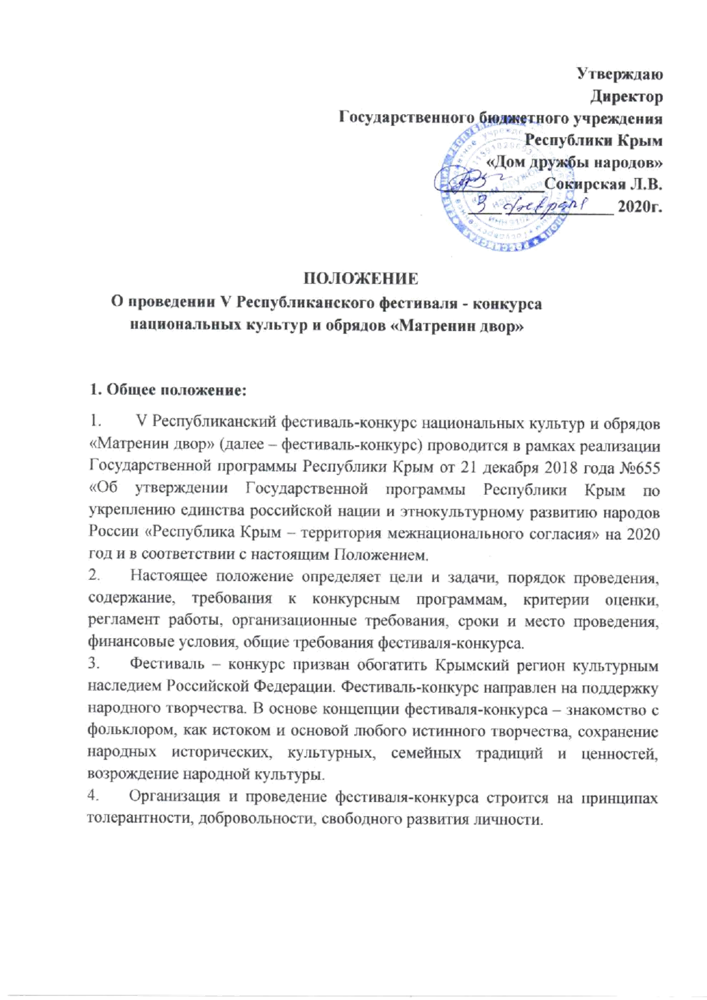 Утверждаю
Директор
Государственного бюджетного учреждения
Республики Крым
«Дом дружбы народов»
Сокирская Л.В.
3 февраля 2020г.
ПОЛОЖЕНИЕ
О проведении V Республиканского фестиваля - конкурса
национальных культур и обрядов «Матренин двор»
1. Общее положение:
1. V Республиканский фестиваль-конкурс национальных культур и обрядов
«Матренин двор» (далее – фестиваль-конкурс) проводится в рамках реализации
Государственной программы Республики Крым от 21 декабря 2018 года №655
«Об утверждении Государственной программы Республики Крым по
укреплению единства российской нации и этнокультурному развитию народов
России «Республика Крым – территория межнационального согласия» на 2020
год и в соответствии с настоящим Положением.
2. Настоящее положение определяет цели и задачи, порядок проведения,
содержание, требования к конкурсным программам, критерии оценки,
регламент работы, организационные требования, сроки и место проведения,
финансовые условия, общие требования фестиваля-конкурса.
3. Фестиваль – конкурс призван обогатить Крымский регион культурным
наследием Российской Федерации. Фестиваль-конкурс направлен на поддержку
народного творчества. В основе концепции фестиваля-конкурса – знакомство с
фольклором, как истоком и основой любого истинного творчества, сохранение
народных исторических, культурных, семейных традиций и ценностей,
возрождение народной культуры.
4. Организация и проведение фестиваля-конкурса строится на принципах
толерантности, добровольности, свободного развития личности.